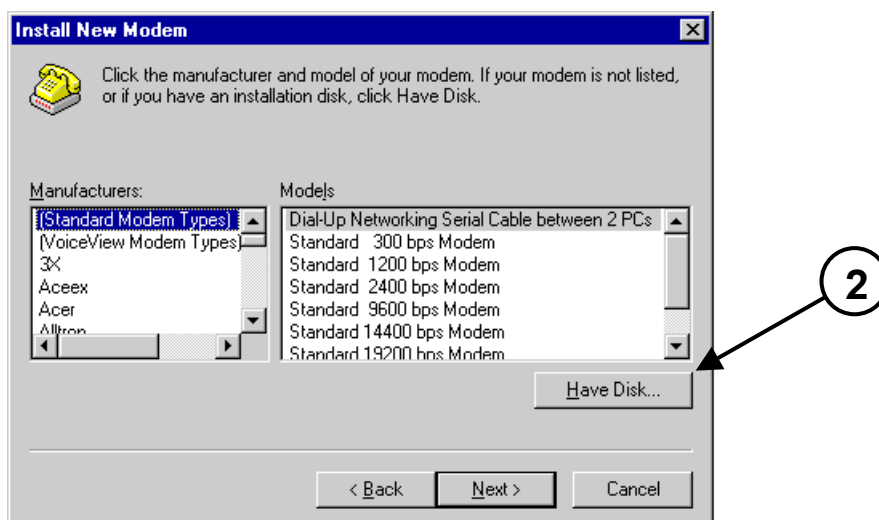 Install New Modem
Click the manufacturer and model of your modem. If your modem is not listed,
or if you have an installation disk, click Have Disk.
Manufacturers:
Models
(Standard Modem Types)
(VoiceView Modem Types)
3X
Aceex
Acer
Alltron
Dial-Up Networking Serial Cable between 2 PCs
Standard 300 bps Modem
Standard 1200 bps Modem
Standard 2400 bps Modem
Standard 9600 bps Modem
Standard 14400 bps Modem
Standard 19200 bps Modem
2
Have Disk...
< Back
Next >
Cancel